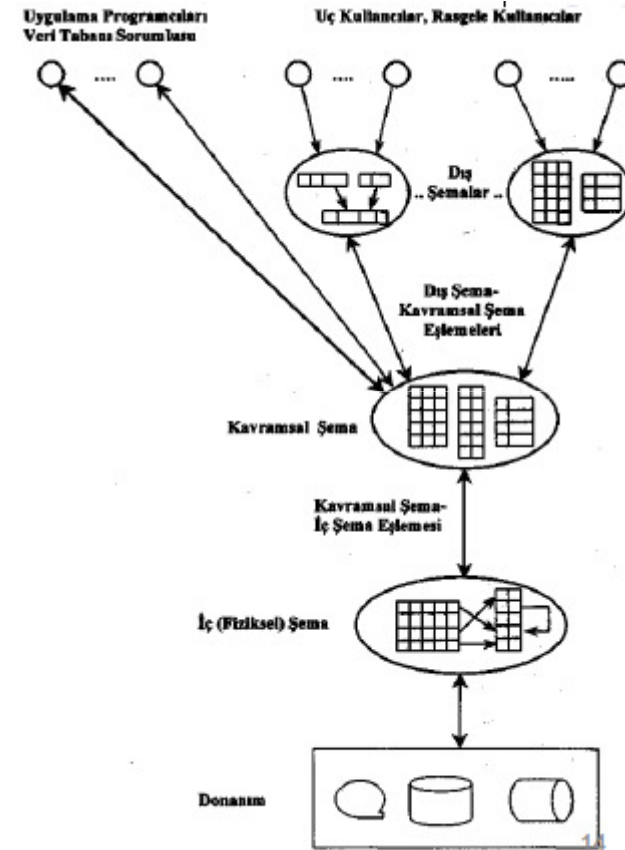 Uygulama Programcıları
Veri Tabanı Sorumlusu
Uç Kullanıcılar, Rasgele Kullanıcılar
.... .... .....
Dış
.. Şemalar ..
Dış Şema-
Kavramsal Şema
Eşlemeleri
Kavramsal Şema
Kavramsal Şema-
İç Şema Eşlemesi
İç (Fiziksel) Şema
Donanım
14